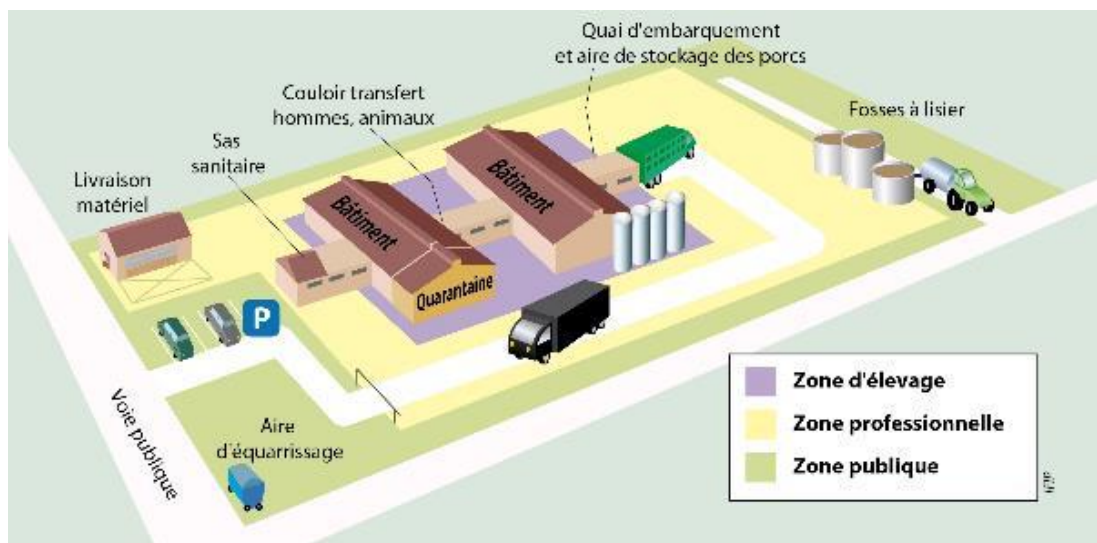 Quai d'embarquement
et aire de stockage des porcs
Couloir transfert
hommes, animaux
Fosses à lisier
Sas
sanitaire
Livraison
matériel
Bâtiment
Bâtiment
Quarantaine
P
Voie publique
Aire
d'équarrissage
Zone d'élevage
Zone professionnelle
Zone publique